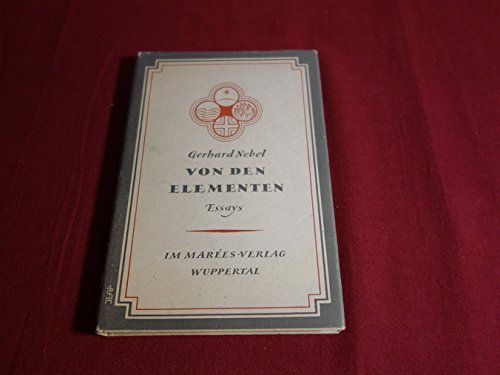 Gerhard Nebel
VON DEN
ELEMENTEN
Essays
IM MARÉES-VERLAG
WUPPERTAL